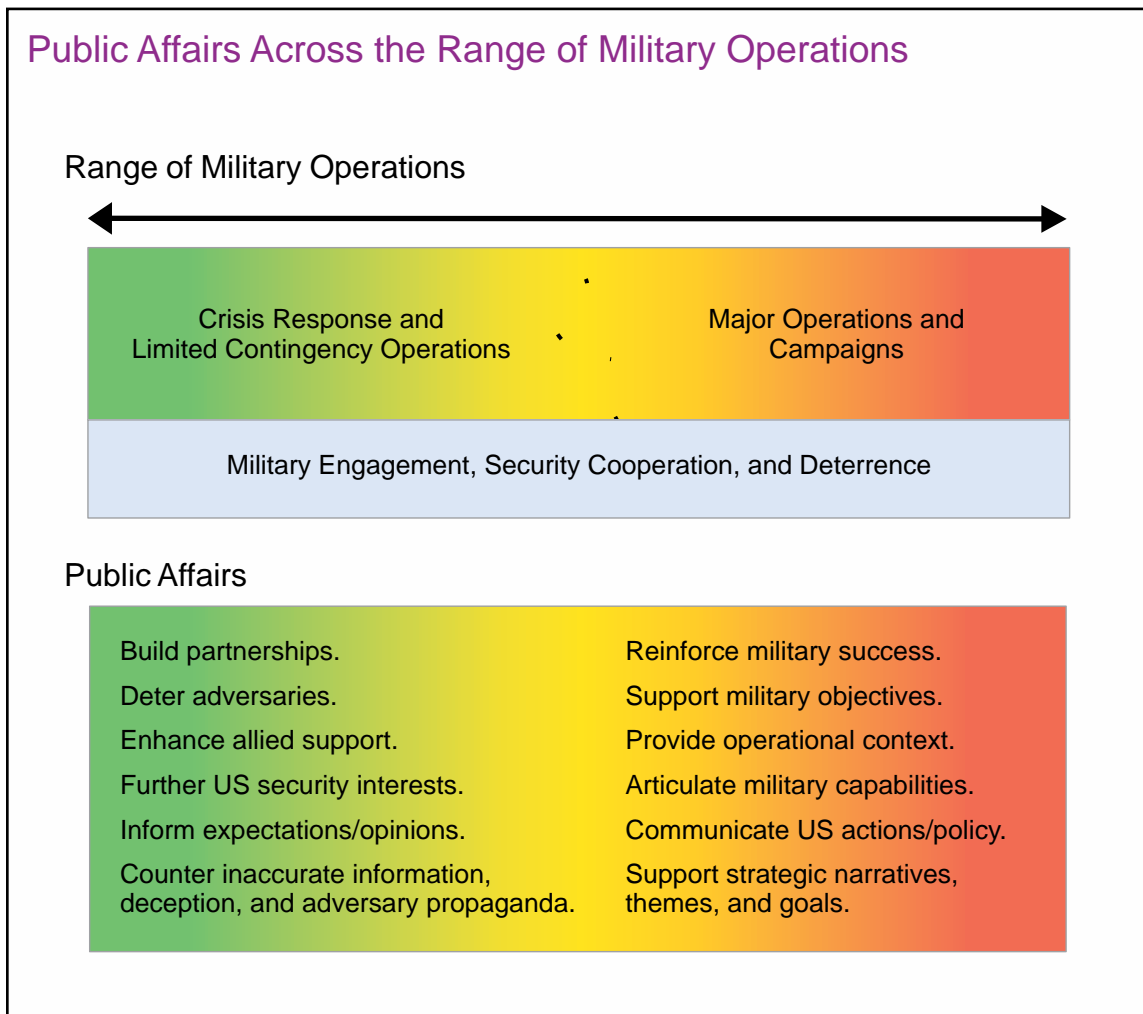 Public Affairs Across the Range of Military Operations
Range of Military Operations
Crisis Response and
Limited Contingency Operations
Major Operations and
Campaigns
Military Engagement, Security Cooperation, and Deterrence
Public Affairs
Build partnerships.
Deter adversaries.
Enhance allied support.
Further US security interests.
Inform expectations/opinions.
Counter inaccurate information,
deception, and adversary propaganda.
Reinforce military success.
Support military objectives.
Provide operational context.
Articulate military capabilities.
Communicate US actions/policy.
Support strategic narratives,
themes, and goals.